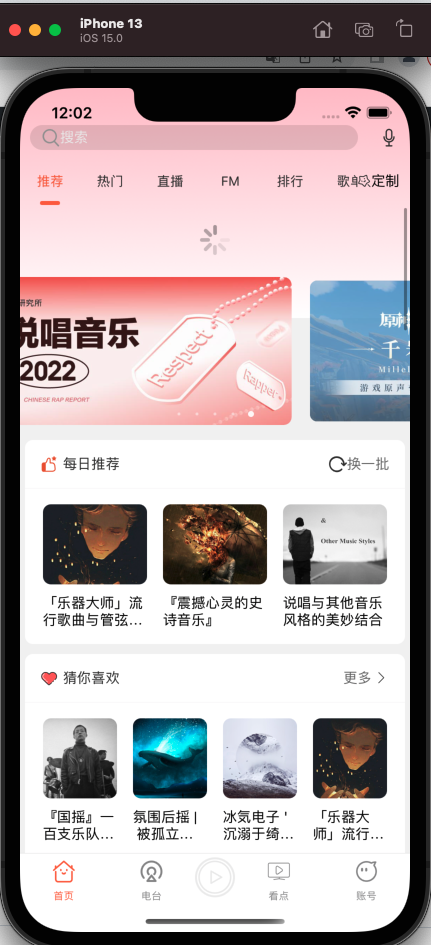 iPhone 13
iOS 15.0
12:02
搜索
推荐
热门
直播
FM
排行
歌单
定制
研究所
说唱音乐
2022
CHINESE RAP REPORT
Respect
Rapper
原神
一千
Millel
游戏原声
每日推荐
换一批
&
Other Music Styles
「乐器大师」流
行歌曲与管弦...
『震撼心灵的史
诗音乐』
说唱与其他音乐
风格的美妙结合
猜你喜欢
更多
『国摇』一
百支乐队...
氛围后摇 |
被孤立...
冰气电子 '
沉溺于绮...
「乐器大
师」流行...
首页
电台
看点
账号